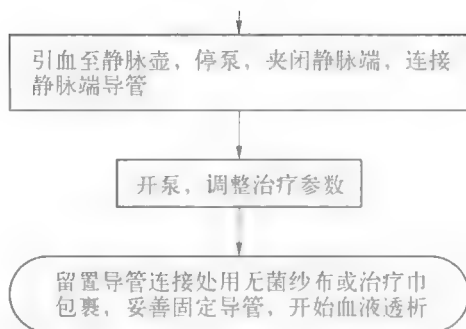 引血至静脉壶，停泵，夹闭静脉端，连接
静脉端导管
开泵，调整治疗参数
留置导管连接处用无菌纱布或治疗巾
包裹，妥善固定导管，开始血液透析